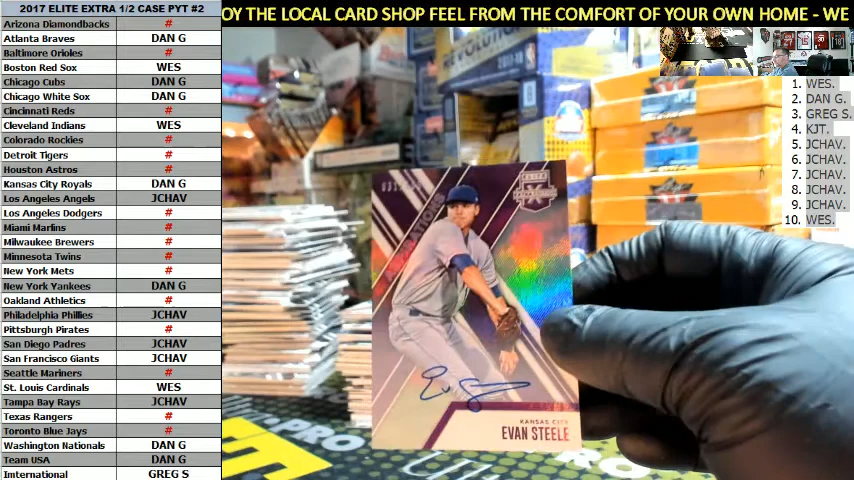 2017 ELITE EXTRA 1/2 CASE PYT #2
OY THE LOCAL CARD SHOP FEEL FROM THE COMFORT OF YOUR OWN HOME - WE
Arizona Diamondbacks #
Atlanta Braves DAN G
Baltimore Orioles #
Boston Red Sox WES
Chicago Cubs DAN G
Chicago White Sox DAN G
Cincinnati Reds #
Cleveland Indians WES
Colorado Rockies #
Detroit Tigers #
Houston Astros #
Kansas City Royals DAN G
Los Angeles Angels JCHAV
Los Angeles Dodgers #
Miami Marlins #
Milwaukee Brewers #
Minnesota Twins #
New York Mets #
New York Yankees DAN G
Oakland Athletics #
Philadelphia Phillies JCHAV
Pittsburgh Pirates #
San Diego Padres JCHAV
San Francisco Giants JCHAV
Seattle Mariners #
St. Louis Cardinals WES
Tampa Bay Rays JCHAV
Texas Rangers #
Toronto Blue Jays #
Washington Nationals DAN G
Team USA DAN G
International GREG S
1. WES.
2. DAN G.
3. GREG S.
4. KJT.
5. JCHAV.
6. JCHAV.
7. JCHAV.
8. JCHAV.
9. JCHAV.
10. WES.
ELITE
KANSAS CITY
EVAN STEELE